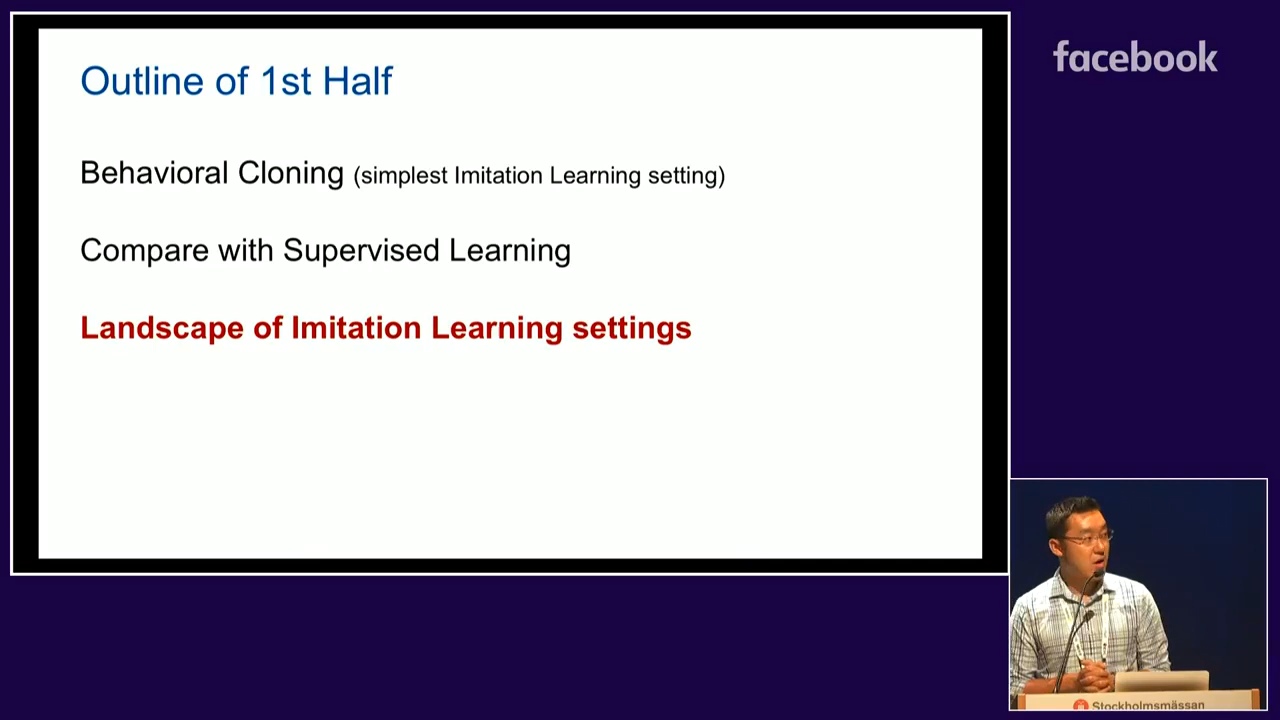 Outline of 1st Half
facebook
Behavioral Cloning (simplest Imitation Learning setting)
Compare with Supervised Learning
Landscape of Imitation Learning settings
Stockholmsmässan